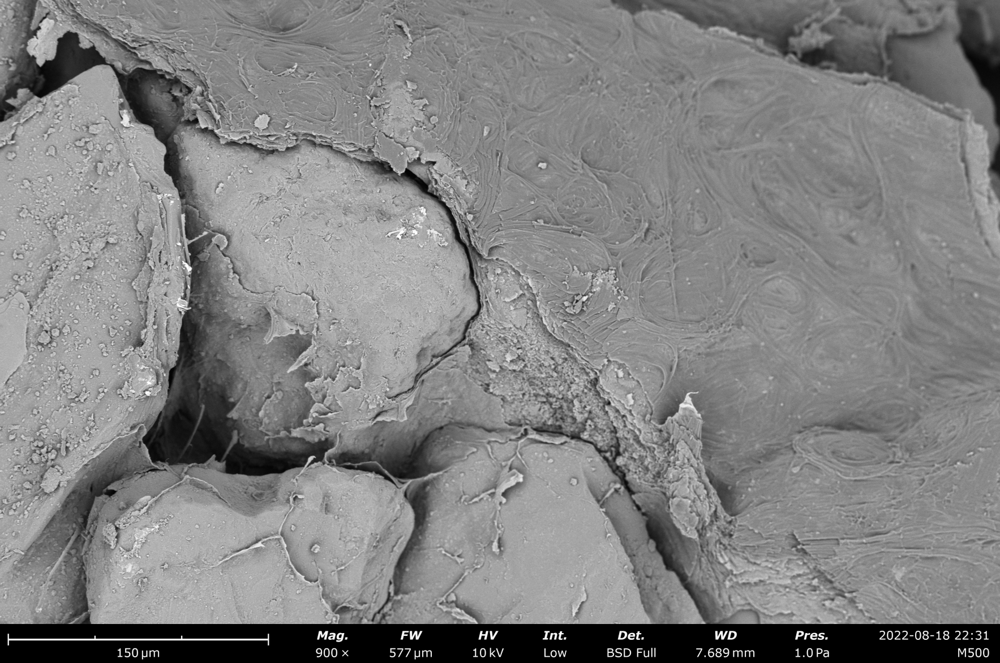 Mag. FW HV Int. Det. WD Pres. 2022-08-18 22:31
150 µm 900 × 577 µm 10 kV Low BSD Full 7.689 mm 1.0 Pa M500